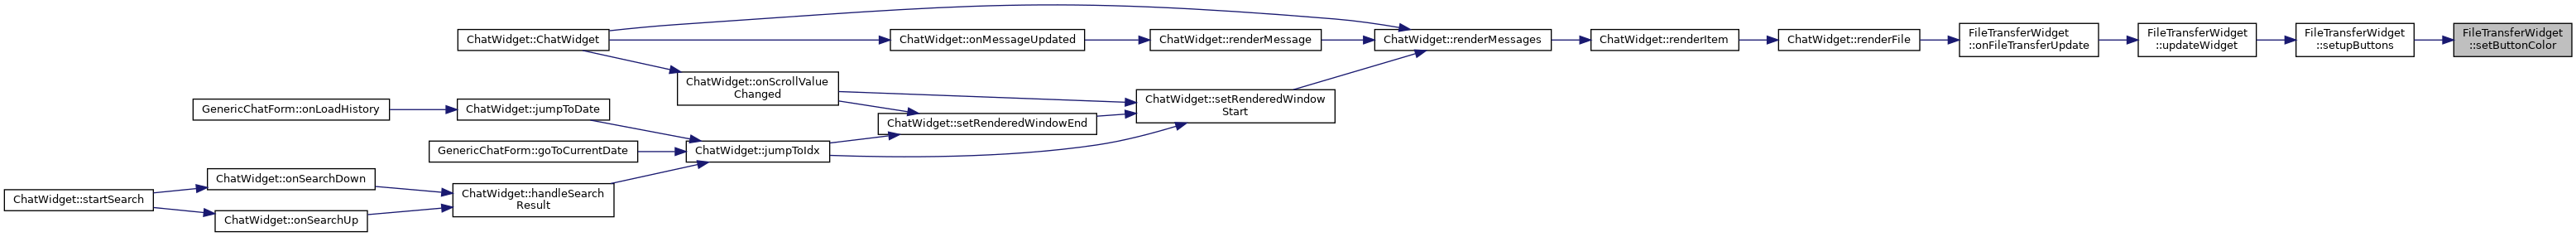 ChatWidget::ChatWidget
ChatWidget::onMessageUpdated
ChatWidget::renderMessage
ChatWidget::renderMessages
ChatWidget::renderItem
ChatWidget::renderFile
FileTransferWidget
::onFileTransferUpdate
FileTransferWidget
::updateWidget
FileTransferWidget
::setupButtons
FileTransferWidget
::setButtonColor
ChatWidget::onScrollValue
Changed
GenericChatForm::onLoadHistory
ChatWidget::jumpToDate
ChatWidget::setRenderedWindow
Start
ChatWidget::setRenderedWindowEnd
GenericChatForm::goToCurrentDate
ChatWidget::jumpToIdx
ChatWidget::onSearchDown
ChatWidget::startSearch
ChatWidget::handleSearch
Result
ChatWidget::onSearchUp